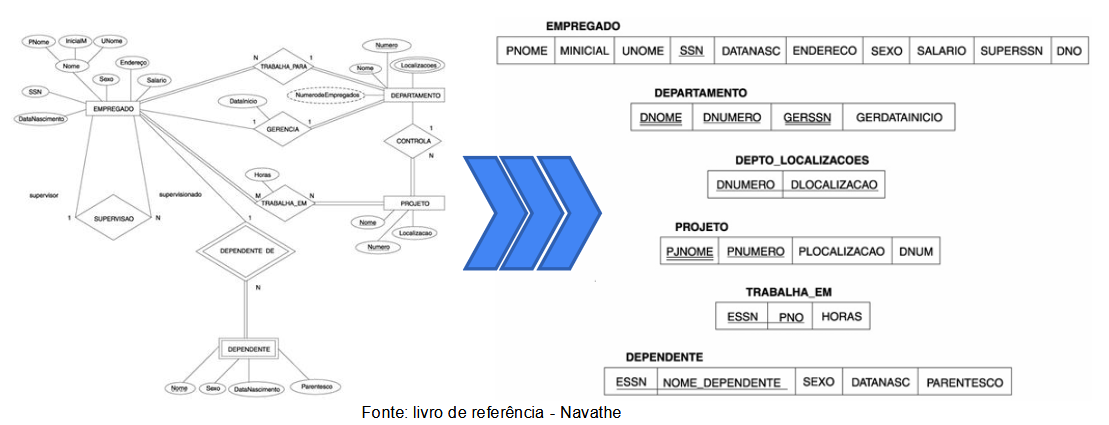 PNome
InicialM
UNome
Nome
Endereço
Sexo
Salario
SSN
EMPREGADO
DataNascimento
N
TRABALHA_PARA
1
Numero
Nome
Localizacoes
NumerodeEmpregados
DEPARTAMENTO
DataInicio
1
GERENCIA
1
1
CONTROLA
N
Horas
M
TRABALHA_EM
N
PROJETO
Nome
Numero
Localizacao
supervisor
supervisionado
1
SUPERVISAO
N
1
DEPENDENTE DE
N
DEPENDENTE
Nome
Sexo
DataNascimento
Parentesco
EMPREGADO
PNOME MINICIAL UNOME SSN DATANASC ENDERECO SEXO SALARIO SUPERSSN DNO
DEPARTAMENTO
DNOME DNUMERO GERSSN GERDATAINICIO
DEPTO_LOCALIZACOES
DNUMERO DLOCALIZACAO
PROJETO
PJNOME PNUMERO PLOCALIZACAO DNUM
TRABALHA_EM
ESSN PNO HORAS
DEPENDENTE
ESSN NOME_DEPENDENTE SEXO DATANASC PARENTESCO
Fonte: livro de referência - Navathe